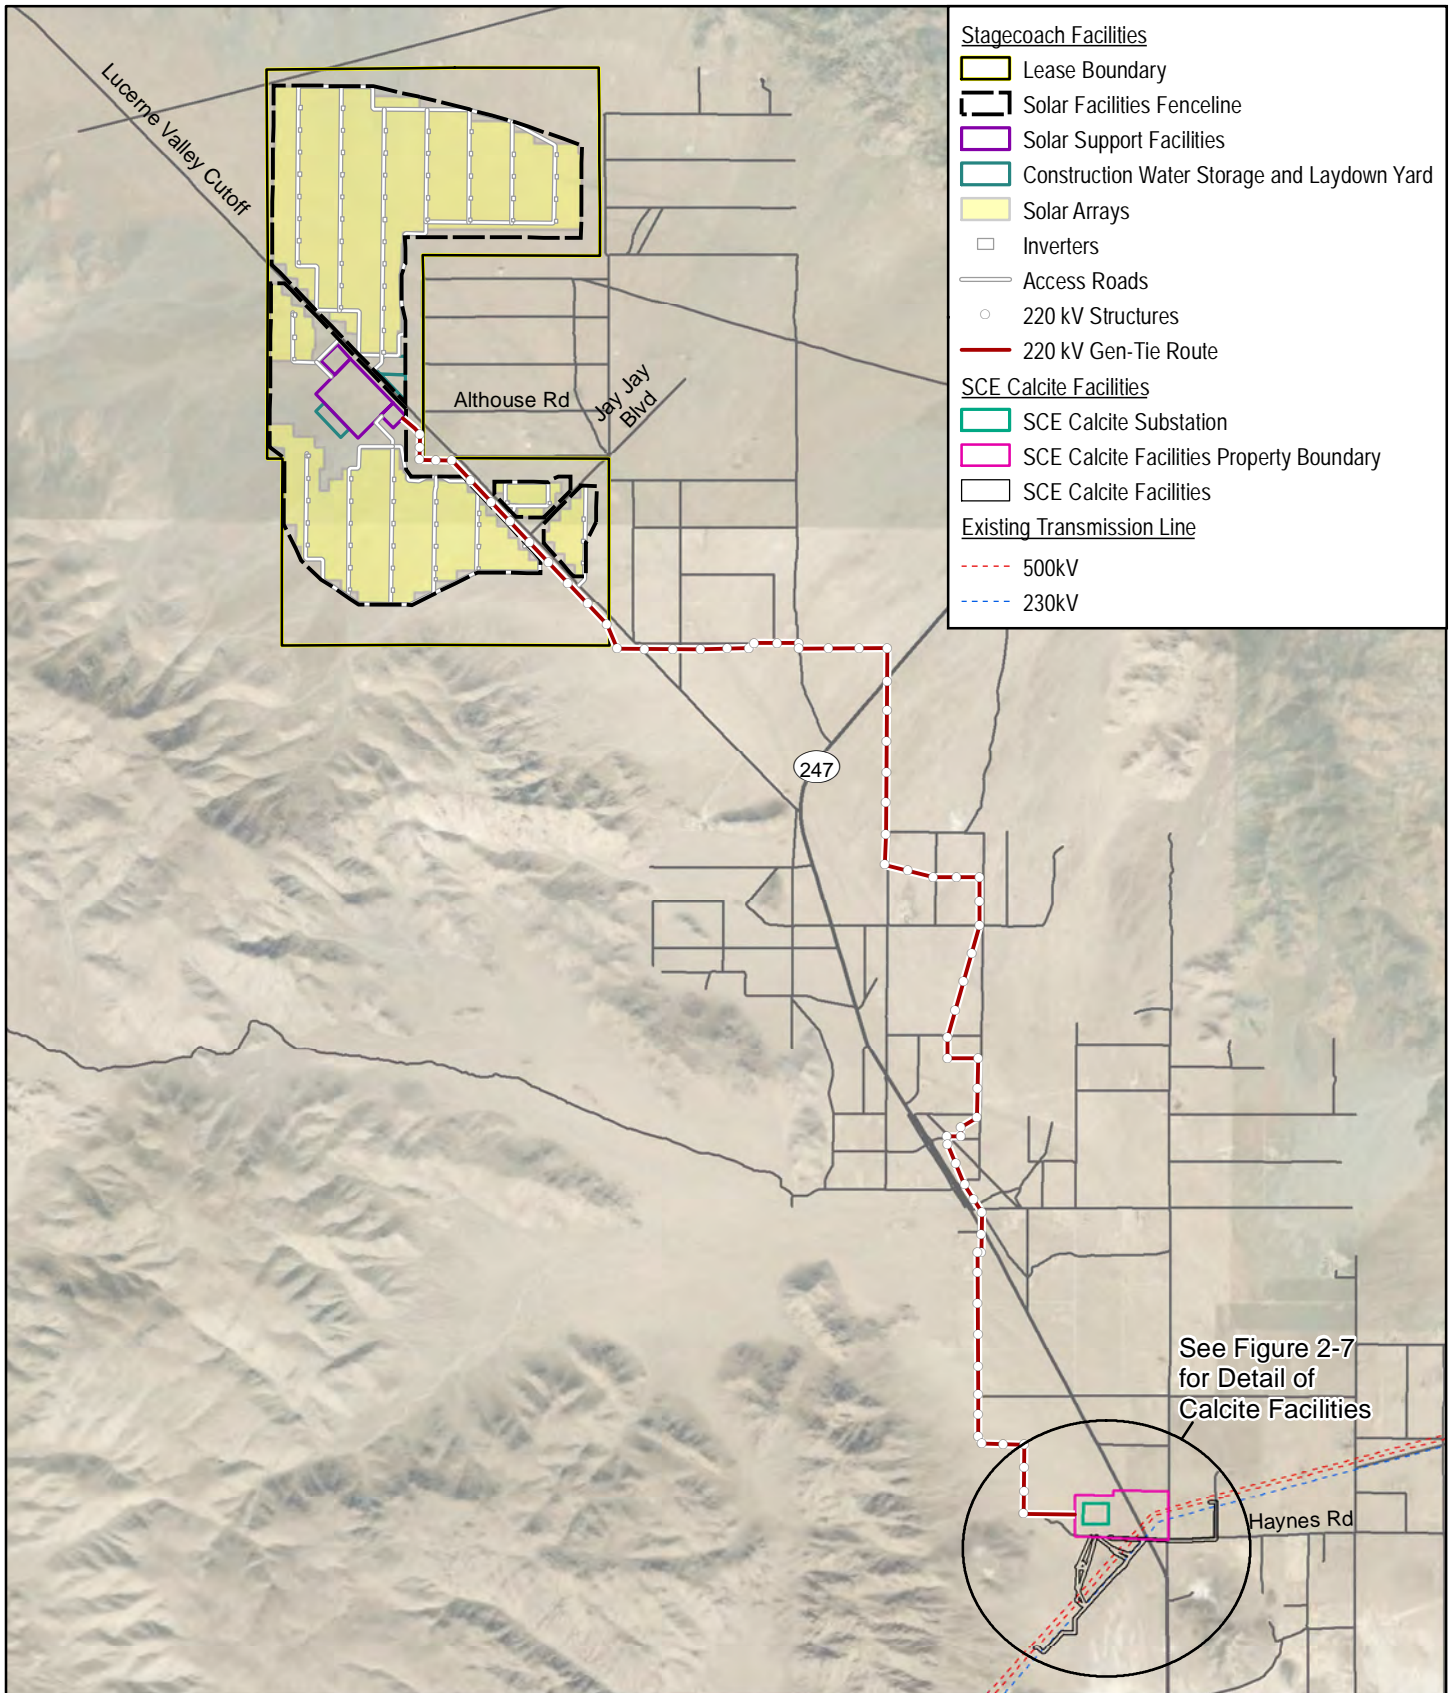 Stagecoach Facilities
Lease Boundary
Solar Facilities Fenceline
Solar Support Facilities
Construction Water Storage and Laydown Yard
Solar Arrays
Inverters
Access Roads
220 kV Structures
220 kV Gen-Tie Route
SCE Calcite Facilities
SCE Calcite Substation
SCE Calcite Facilities Property Boundary
SCE Calcite Facilities
Existing Transmission Line
500kV
230kV
Lucerne Valley Cutoff
Althouse Rd
Jay Jay
Blvd
247
See Figure 2-7
for Detail of
Calcite Facilities
Haynes Rd